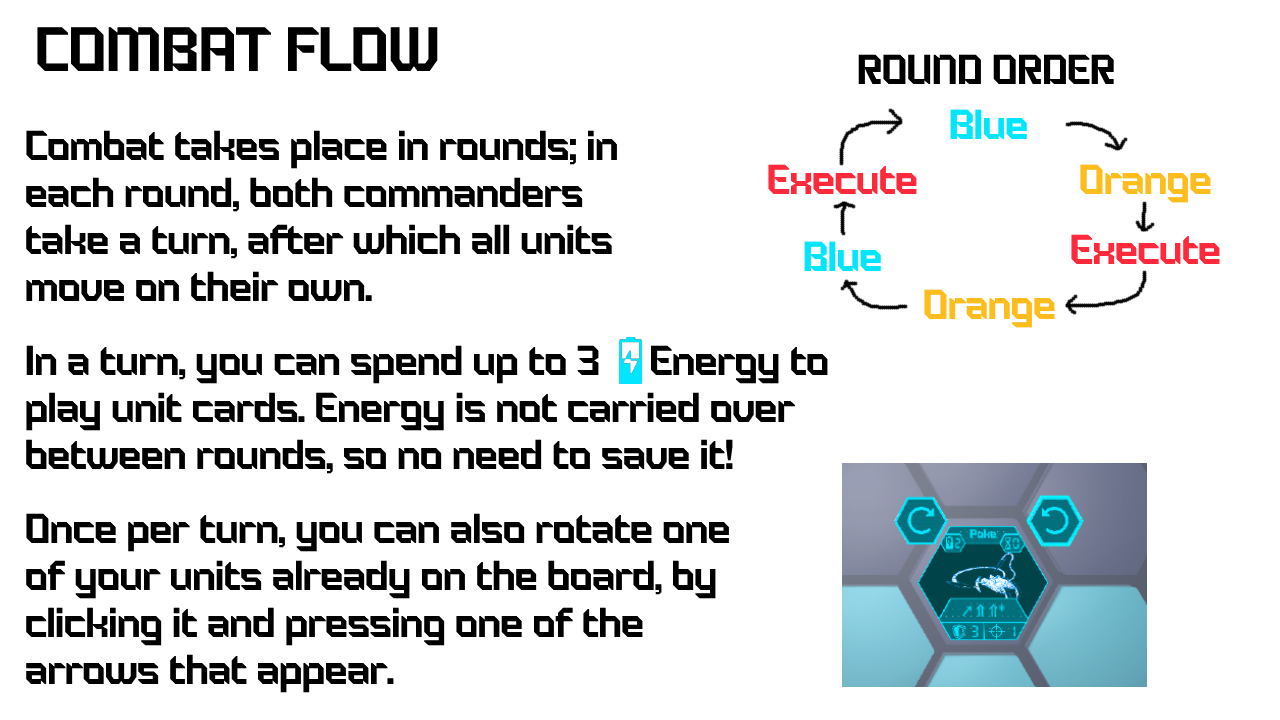 COMBAT FLOW
Combat takes place in rounds; in
each round, both commanders
take a turn, after which all units
move on their own.
In a turn, you can spend up to 3 Energy to
play unit cards. Energy is not carried over
between rounds, so no need to save it!
Once per turn, you can also rotate one
of your units already on the board, by
clicking it and pressing one of the
arrows that appear.
ROUND ORDER
Blue
Orange
Execute
Orange
Blue
Execute
2
0
3
1